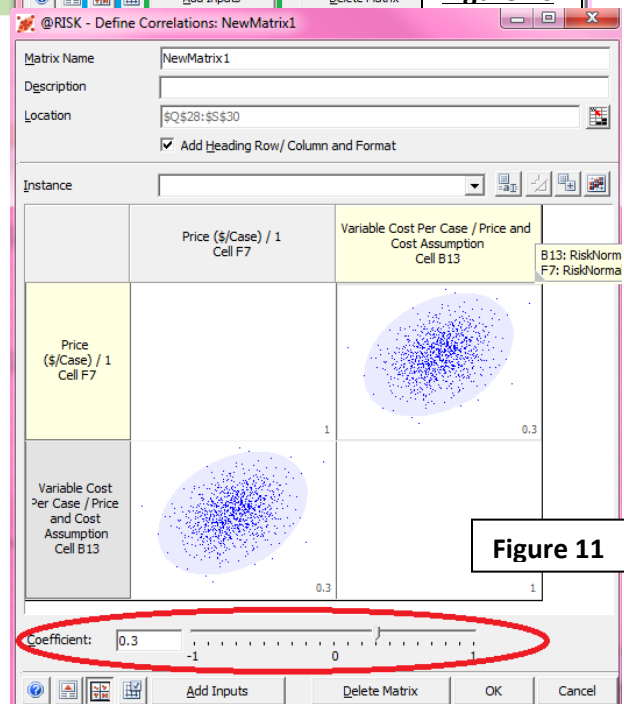 @RISK - Define Correlations: NewMatrix1
Matrix Name
NewMatrix1
Description
Location
$Q$28:$S$30
Add Heading Row/ Column and Format
Instance
Price ($/Case) / 1
Cell F7
Variable Cost Per Case / Price and
Cost Assumption
Cell B13
B13: RiskNorm
F7: RiskNorma
Price
($/Case) / 1
Cell F7
1
0.3
Variable Cost
Per Case / Price
and Cost
Assumption
Cell B13
0.3
1
Figure 11
Coefficient:
0.3
-1
0
1
Add Inputs
Delete Matrix
OK
Cancel